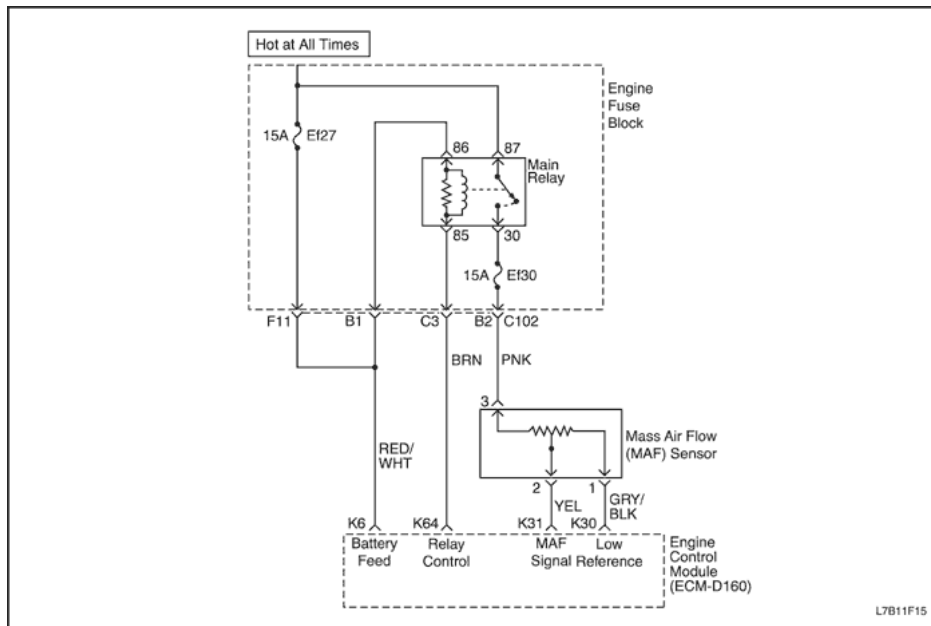 Hot at All Times
Engine
Fuse
Block
15A Ef27
86 87
Main
Relay
85 30
15A Ef30
F11 B1 C3 B2 C102
BRN PNK
3
Mass Air Flow
(MAF) Sensor
RED/
WHT
2 1
YEL
GRY/
BLK
K6 K64 K31 K30
Battery
Feed
Relay
Control
MAF
Signal
Low
Reference
Engine
Control
Module
(ECM-D160)
L7B11F15